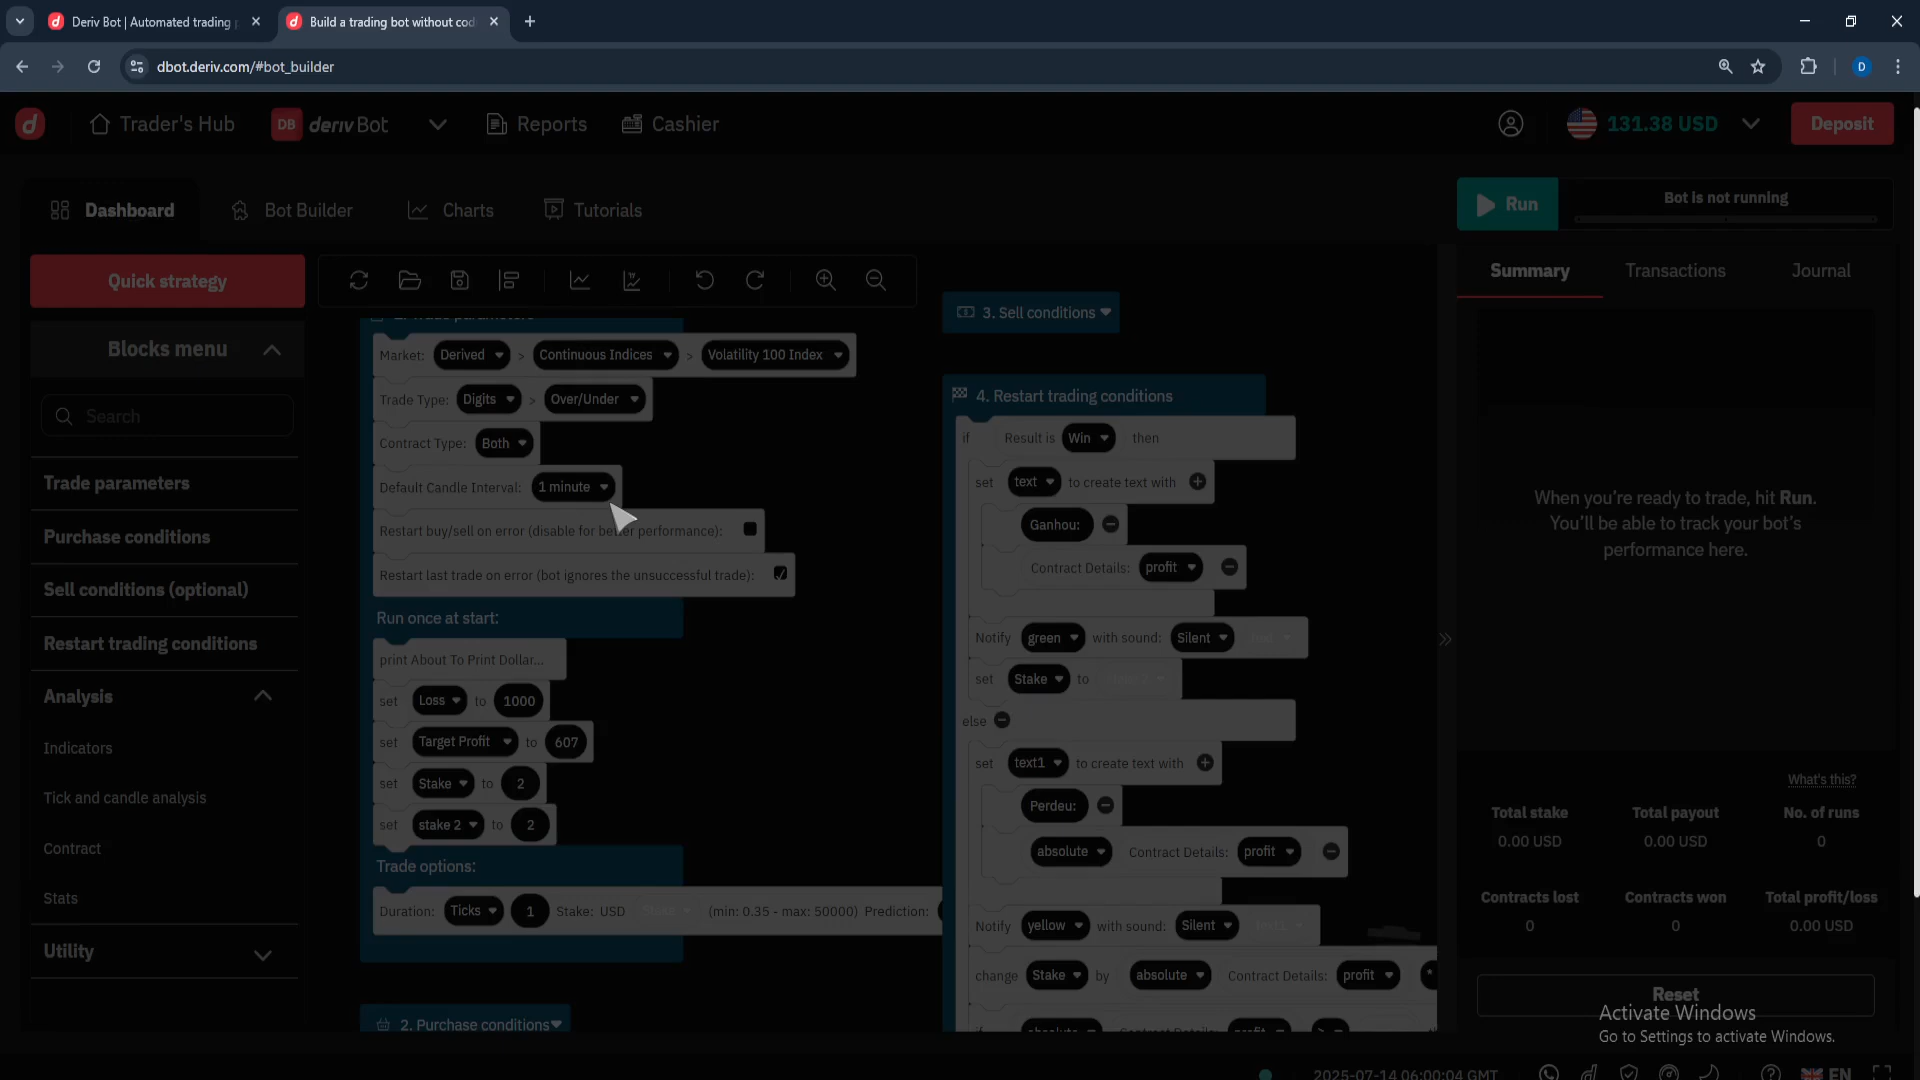 Deriv Bot | Automated trading
Build a trading bot without cod
dbot.deriv.com/#bot_builder
D
Trader's Hub
DB
deriv Bot
Reports
Cashier
131.38 USD
Deposit
Dashboard
Bot Builder
Charts
Tutorials
Run
Bot is not running
Quick strategy
Blocks menu
Search
Trade parameters
Purchase conditions
Sell conditions (optional)
Restart trading conditions
Analysis
Indicators
Tick and candle analysis
Contract
Stats
Utility
Market: Derived > Continuous Indices > Volatility 100 Index
Trade Type: Digits > Over/Under
Contract Type: Both
Default Candle Interval: 1 minute
Restart buy/sell on error (disable for better performance):
Restart last trade on error (bot ignores the unsuccessful trade):
Run once at start:
print About To Print Dollar...
set Loss to 1000
set Target Profit to 607
set Stake to 2
set stake 2 to 2
Trade options:
Duration: Ticks 1 Stake: USD Stake (min: 0.35 - max: 50000) Prediction:
2. Purchase conditions
3. Sell conditions
4. Restart trading conditions
if Result is Win then
set text to create text with
Ganhou:
Contract Details: profit
Notify green with sound: Silent text
set Stake to
else
set text1 to create text with
Perdeu:
absolute Contract Details: profit
Notify yellow with sound: Silent text1
change Stake by absolute Contract Details: profit *
if absolute Contract Details: profit >
Summary
Transactions
Journal
When you're ready to trade, hit Run.
You'll be able to track your bot's
performance here.
What's this?
Total stake
Total payout
No. of runs
0.00 USD
0.00 USD
0
Contracts lost
Contracts won
Total profit/loss
0
0
0.00 USD
Reset
Activate Windows
Go to Settings to activate Windows.
2025-07-14 06:00:04 GMT
EN